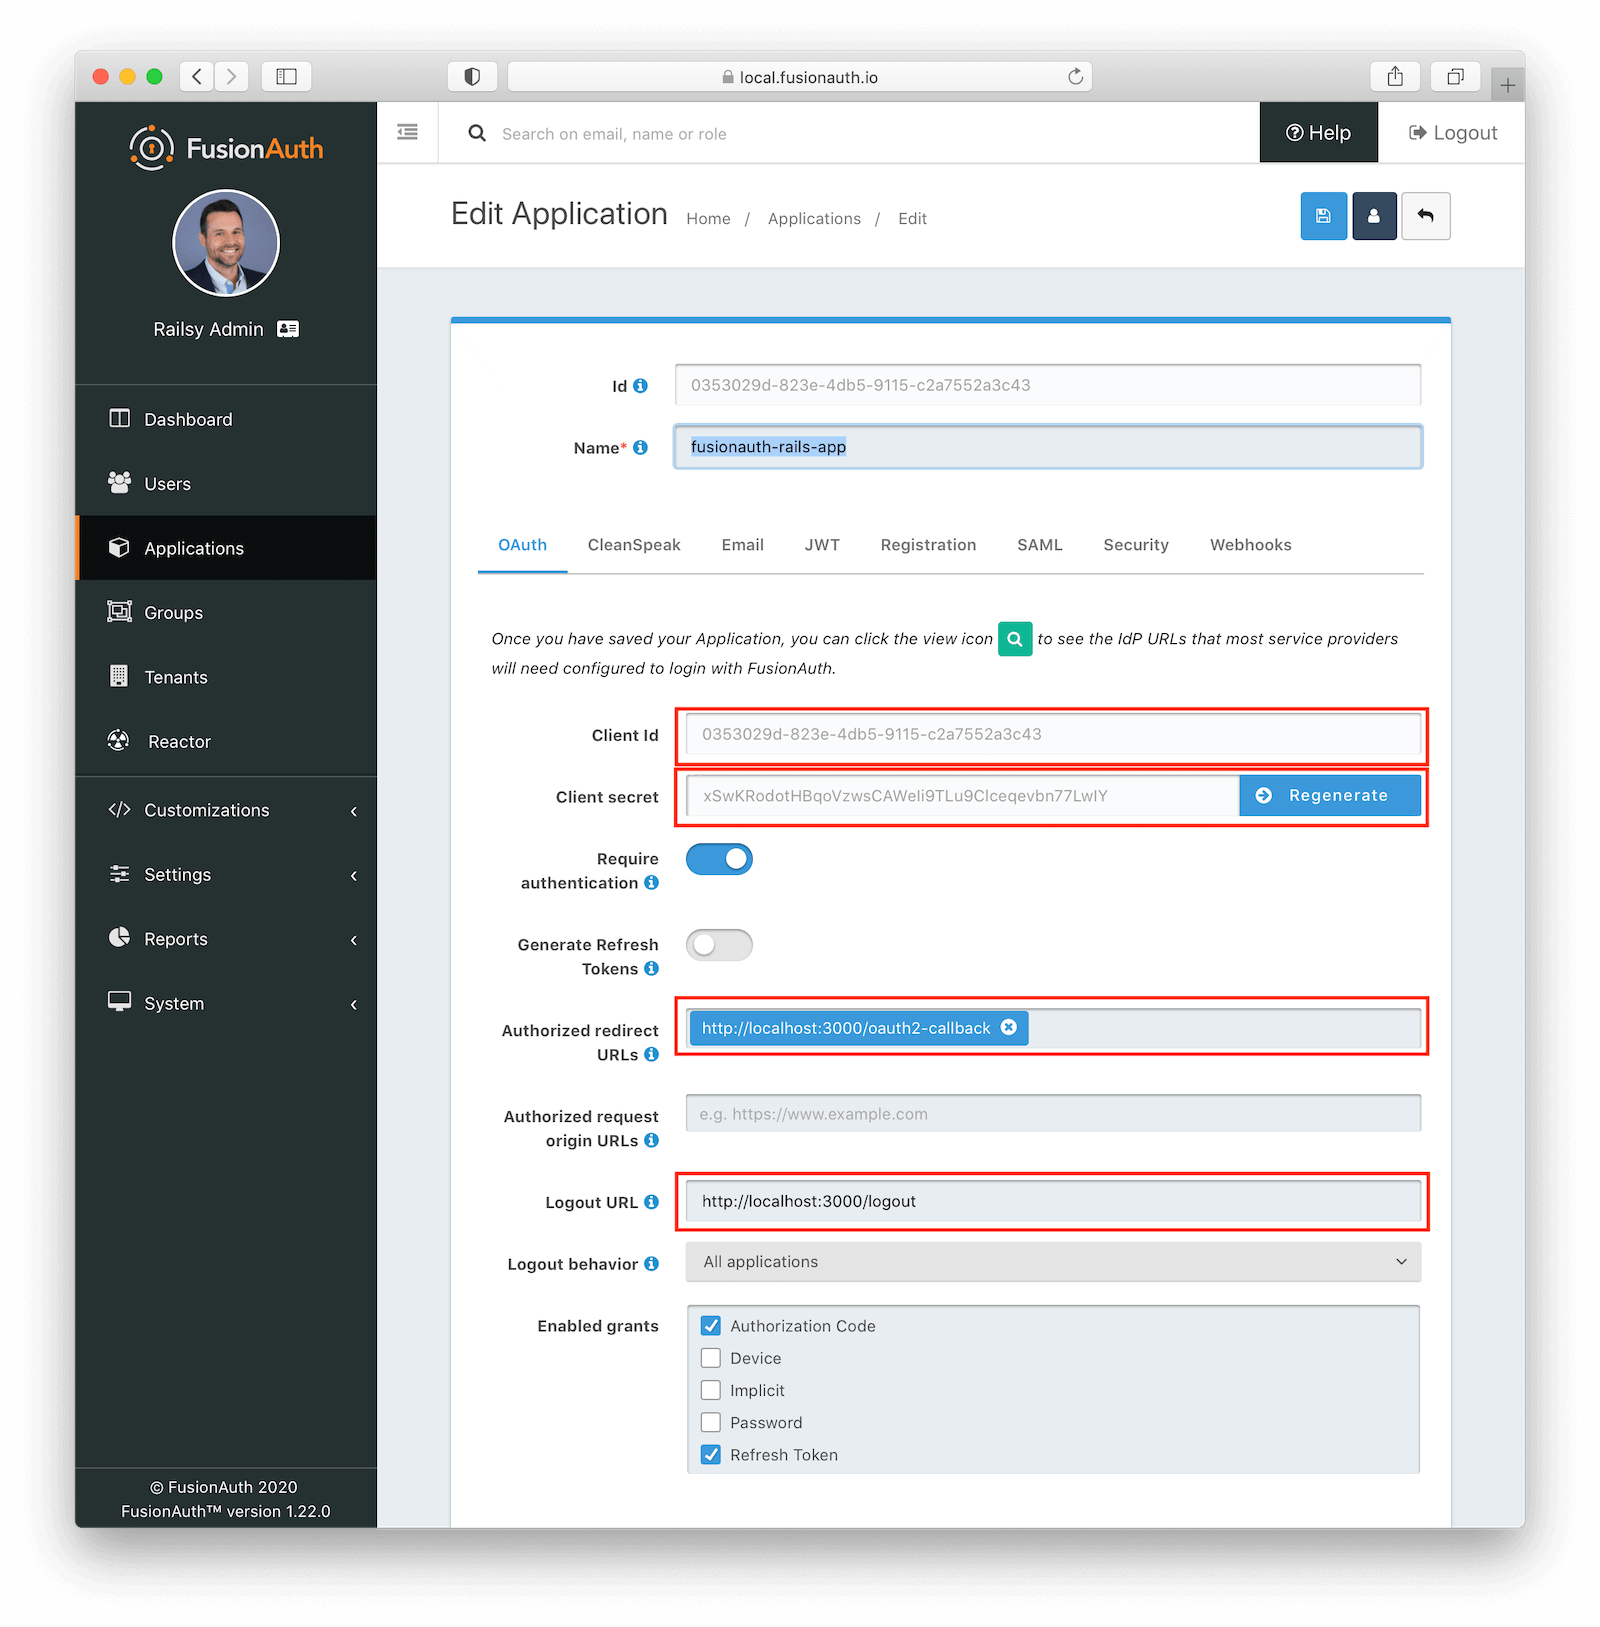 local.fusionauth.io
FusionAuth
Search on email, name or role
Help
Logout
Edit Application
Home / Applications / Edit
Railsy Admin
Dashboard
Users
Applications
Groups
Tenants
Reactor
Customizations
Settings
Reports
System
© FusionAuth 2020
FusionAuth™ version 1.22.0
Id
0353029d-823e-4db5-9115-c2a7552a3c43
Name*
fusionauth-rails-app
OAuth CleanSpeak Email JWT Registration SAML Security Webhooks
Once you have saved your Application, you can click the view icon to see the IdP URLs that most service providers
will need configured to login with FusionAuth.
Client Id
0353029d-823e-4db5-9115-c2a7552a3c43
Client secret
xSwKRodotHBqoVzwsCAWeli9TLu9Clceqevbn77LwIY
Regenerate
Require
authentication
Generate Refresh
Tokens
Authorized redirect
URLs
http://localhost:3000/oauth2-callback
Authorized request
origin URLs
e.g. https://www.example.com
Logout URL
http://localhost:3000/logout
Logout behavior
All applications
Enabled grants
Authorization Code
Device
Implicit
Password
Refresh Token